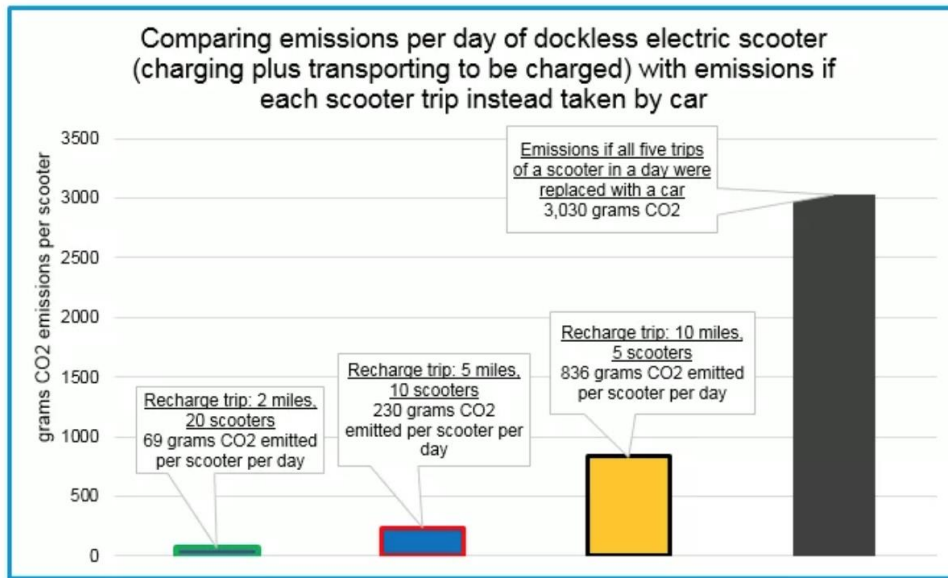 Comparing emissions per day of dockless electric scooter
(charging plus transporting to be charged) with emissions if
each scooter trip instead taken by car
grams CO2 emissions per scooter
3500
3000
2500
2000
1500
1000
500
0
Recharge trip: 2 miles,
20 scooters
69 grams CO2 emitted
per scooter per day
Recharge trip: 5 miles,
10 scooters
230 grams CO2
emitted per scooter per
day
Recharge trip: 10 miles,
5 scooters
836 grams CO2 emitted
per scooter per day
Emissions if all five trips
of a scooter in a day were
replaced with a car
3,030 grams CO2